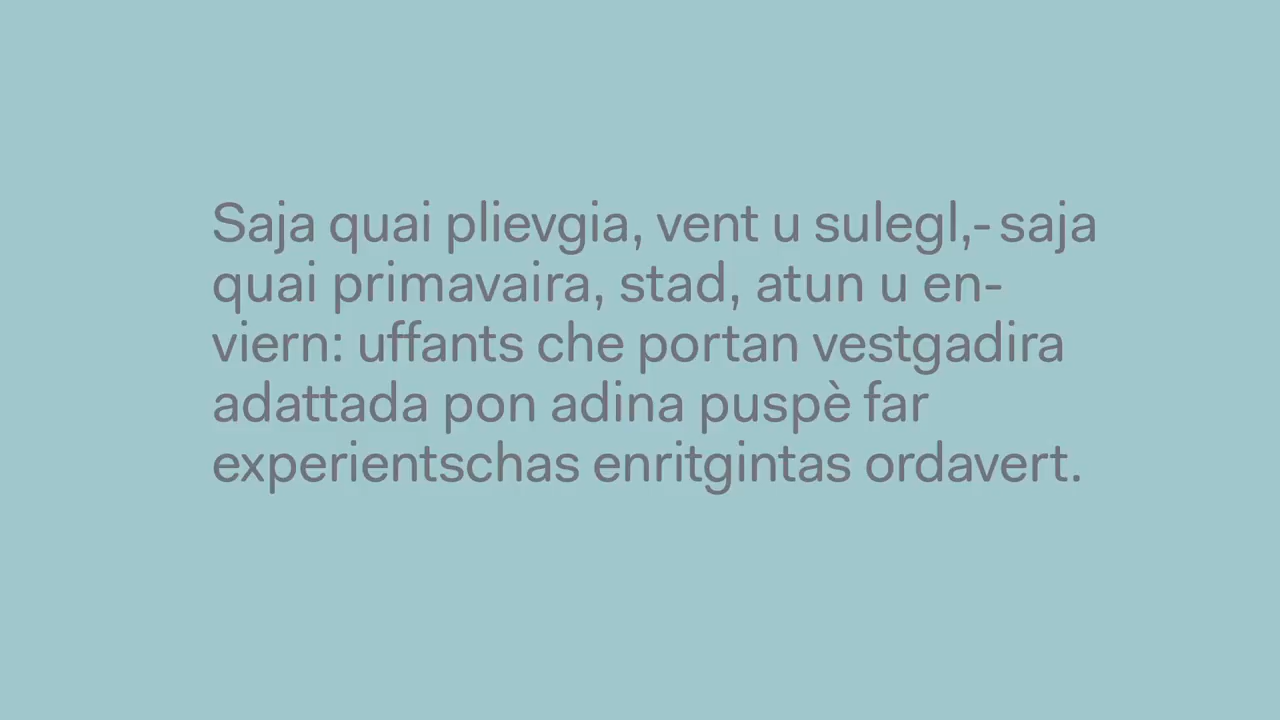 Saja quai plievgia, vent u sulegl,- saja
quai primavaira, stad, atun u en-
viern: uffants che portan vestgadira
adattada pon adina puspè far
experientschas enritgintas ordavert.